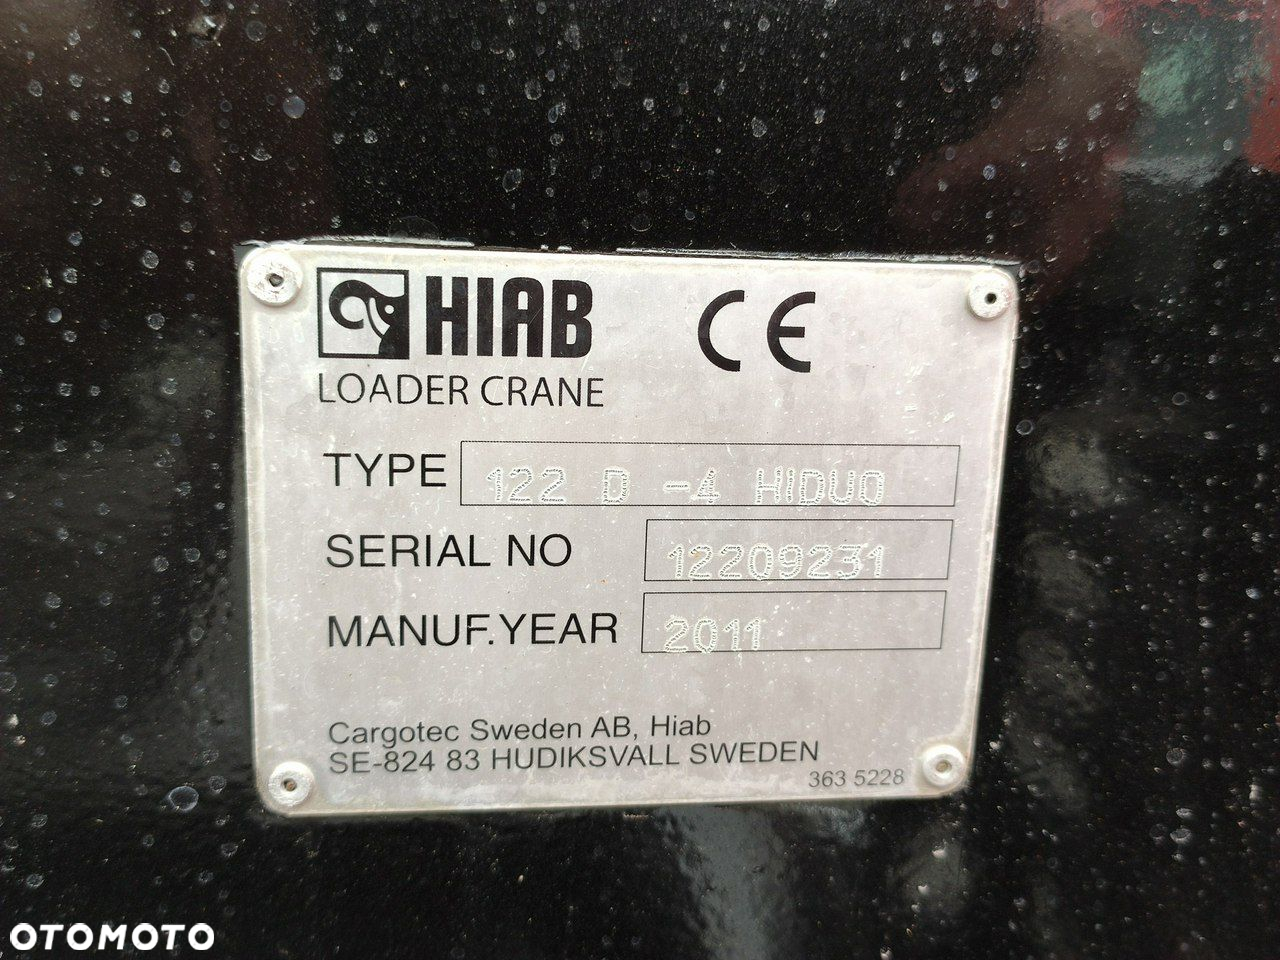 HIAB CE
LOADER CRANE
TYPE 122 D -4 HIDUO
SERIAL NO 12209231
MANUF.YEAR 2011
Cargotec Sweden AB, Hiab
SE-824 83 HUDIKSVALL SWEDEN
363 5228
OTOMOTO